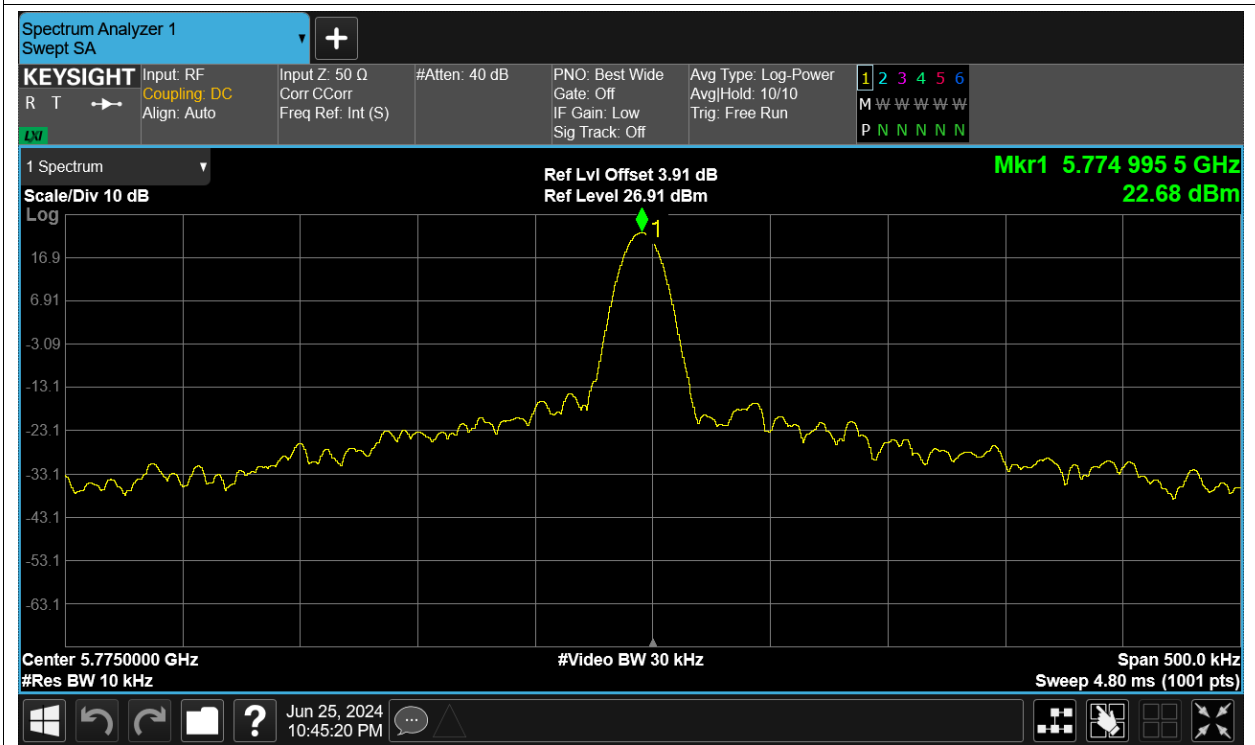 Spectrum Analyzer 1
Swept SA
KEYSIGHT
R T
LXI
Input: RF
Coupling: DC
Align: Auto
Input Z: 50 Ω
Corr CCorr
Freq Ref: Int (S)
#Atten: 40 dB
PNO: Best Wide
Gate: Off
IF Gain: Low
Sig Track: Off
Avg Type: Log-Power
Avg|Hold: 10/10
Trig: Free Run
1 2 3 4 5 6
M W W W W W
P N N N N N
1 Spectrum
Scale/Div 10 dB
Log
Ref Lvl Offset 3.91 dB
Ref Level 26.91 dBm
Mkr1 5.774 995 5 GHz
22.68 dBm
1
16.9
6.91
-3.09
-13.1
-23.1
-33.1
-43.1
-53.1
-63.1
Center 5.7750000 GHz
#Video BW 30 kHz
Span 500.0 kHz
#Res BW 10 kHz
Sweep 4.80 ms (1001 pts)
?
Jun 25, 2024
10:45:20 PM